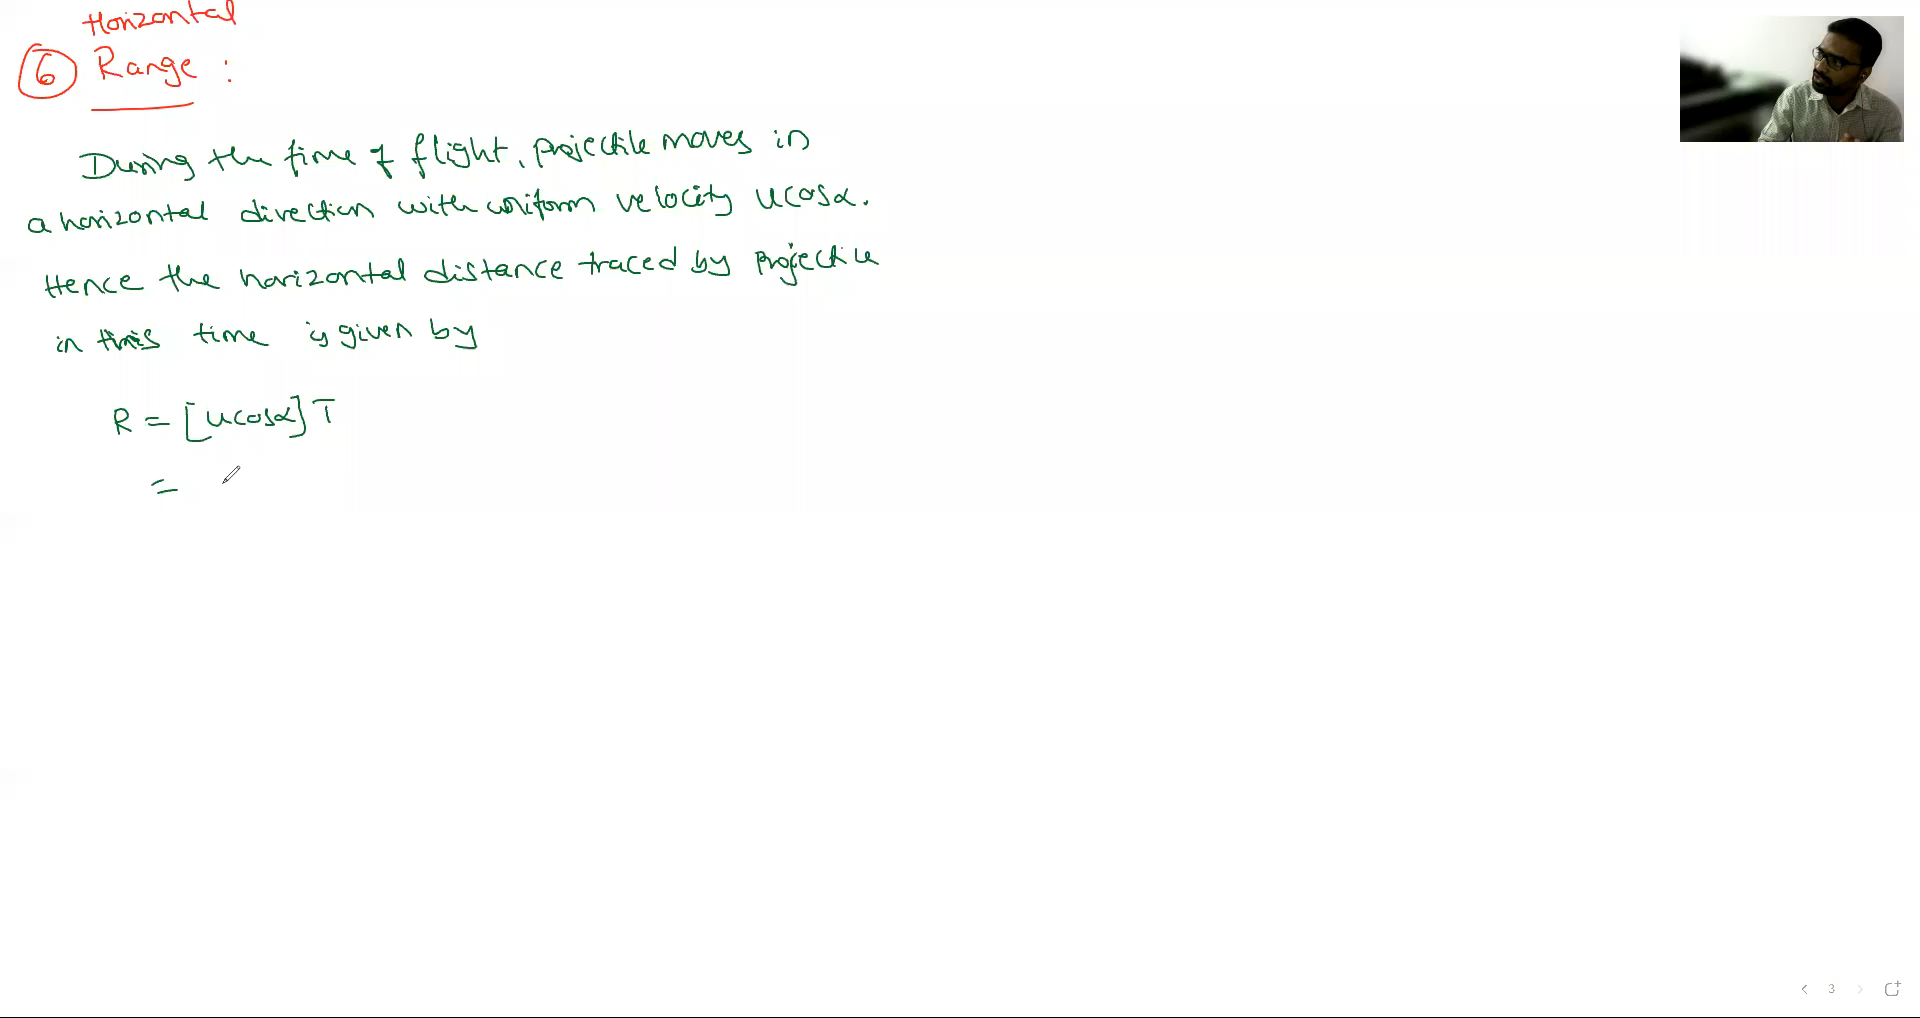 Horizontal
6 Range :
During the time of flight, projectile moves in
a horizontal direction with uniform velocity ucosα.
Hence the horizontal distance traced by projectile
in this time is given by
R = [ucosα] T
=
3